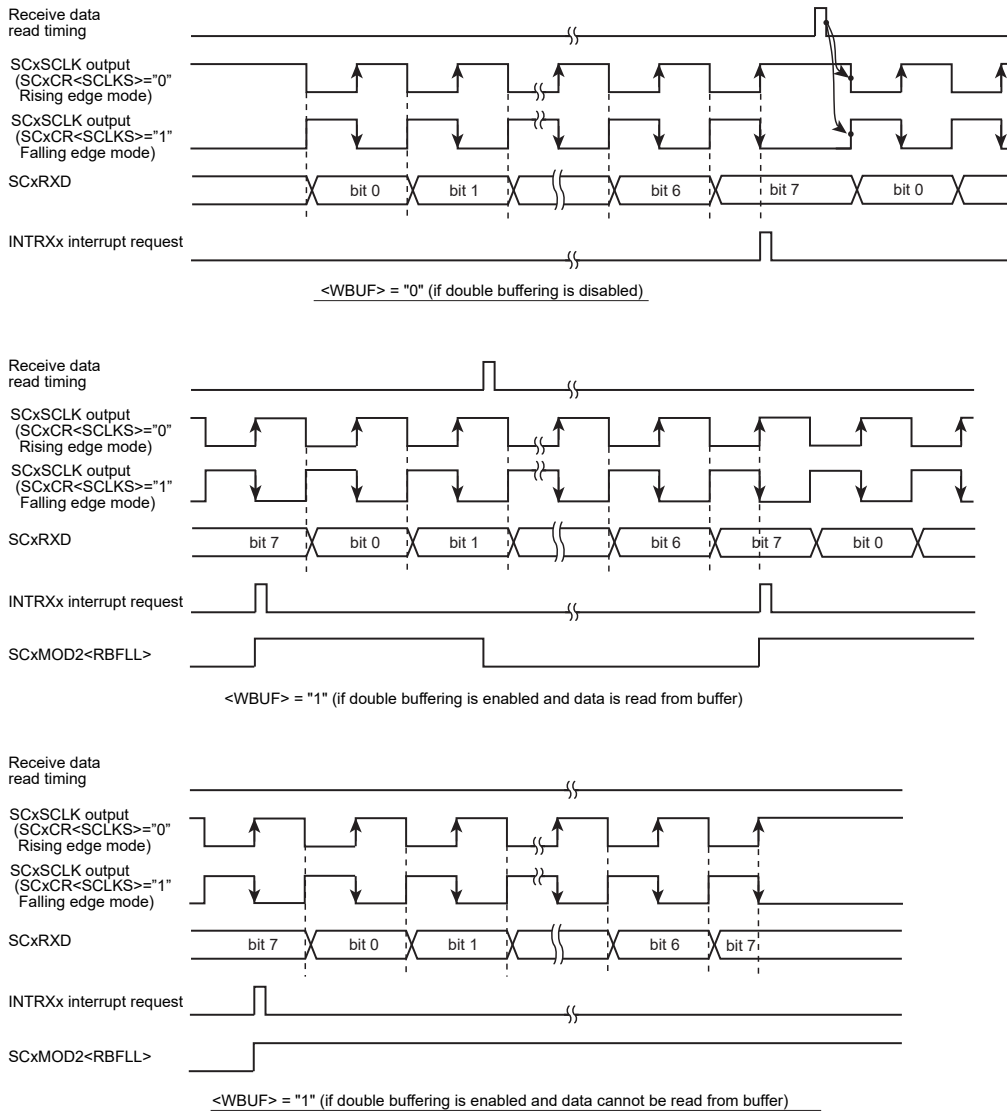 Receive data
read timing
SCxSCLK output
(SCxCR<SCLKS>=”0”
Rising edge mode)
SCxSCLK output
(SCxCR<SCLKS>=”1”
Falling edge mode)
SCxRXD
bit 0
bit 1
bit 6
bit 7
bit 0
INTRXx interrupt request
<WBUF> = "0" (if double buffering is disabled)
Receive data
read timing
SCxSCLK output
(SCxCR<SCLKS>=”0”
Rising edge mode)
SCxSCLK output
(SCxCR<SCLKS>=”1”
Falling edge mode)
SCxRXD
bit 7
bit 0
bit 1
bit 6
bit 7
bit 0
INTRXx interrupt request
SCxMOD2<RBFLL>
<WBUF> = "1" (if double buffering is enabled and data is read from buffer)
Receive data
read timing
SCxSCLK output
(SCxCR<SCLKS>=”0”
Rising edge mode)
SCxSCLK output
(SCxCR<SCLKS>=”1”
Falling edge mode)
SCxRXD
bit 7
bit 0
bit 1
bit 6
bit 7
INTRXx interrupt request
SCxMOD2<RBFLL>
<WBUF> = "1" (if double buffering is enabled and data cannot be read from buffer)